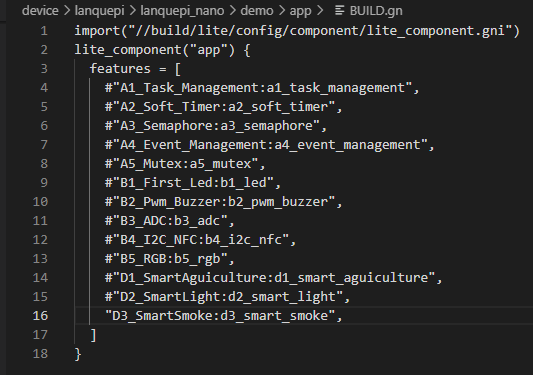 device > lanquepi > lanquepi_nano > demo > app > BUILD.gn
1 import("//build/lite/config/component/lite_component.gni")
2 lite_component("app") {
3 features = [
4 #"A1_Task_Management:a1_task_management",
5 #"A2_Soft_Timer:a2_soft_timer",
6 #"A3_Semaphore:a3_semaphore",
7 #"A4_Event_Management:a4_event_management",
8 #"A5_Mutex:a5_mutex",
9 #"B1_First_Led:b1_led",
10 #"B2_Pwm_Buzzer:b2_pwm_buzzer",
11 #"B3_ADC:b3_adc",
12 #"B4_I2C_NFC:b4_i2c_nfc",
13 #"B5_RGB:b5_rgb",
14 #"D1_SmartAguiculture:d1_smart_aguiculture",
15 #"D2_SmartLight:d2_smart_light",
16 "D3_SmartSmoke:d3_smart_smoke",
17 ]
18 }